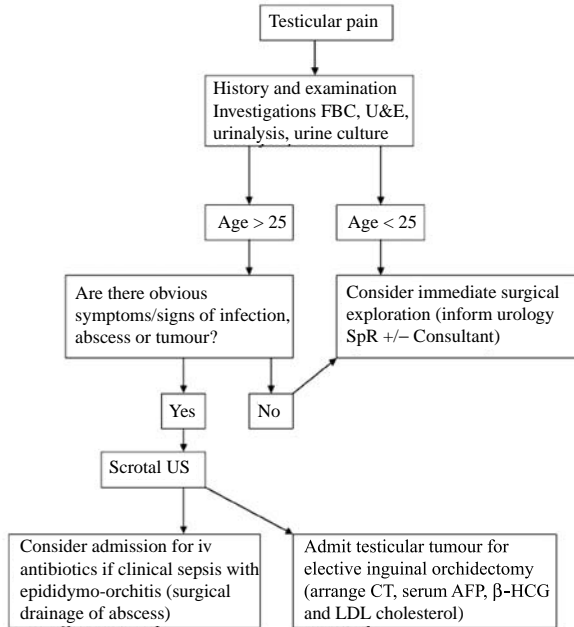 Testicular pain
History and examination
Investigations FBC, U&E,
urinalysis, urine culture
Age > 25
Age < 25
Are there obvious
symptoms/signs of infection,
abscess or tumour?
Consider immediate surgical
exploration (inform urology
SpR +/− Consultant)
Yes
No
Scrotal US
Consider admission for iv
antibiotics if clinical sepsis with
epididymo-orchitis (surgical
drainage of abscess)
Admit testicular tumour for
elective inguinal orchidectomy
(arrange CT, serum AFP, β-HCG
and LDL cholesterol)